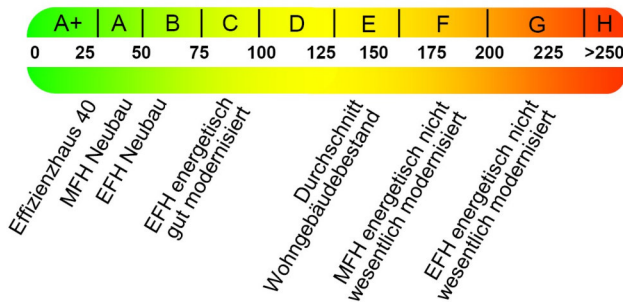 A+ A B C D E F G H
0 25 50 75 100 125 150 175 200 225 >250
Effizienzhaus 40
MFH Neubau
EFH Neubau
EFH energetisch
gut modernisiert
Durchschnitt
Wohngebäudebestand
MFH energetisch nicht
wesentlich modernisiert
EFH energetisch nicht
wesentlich modernisiert